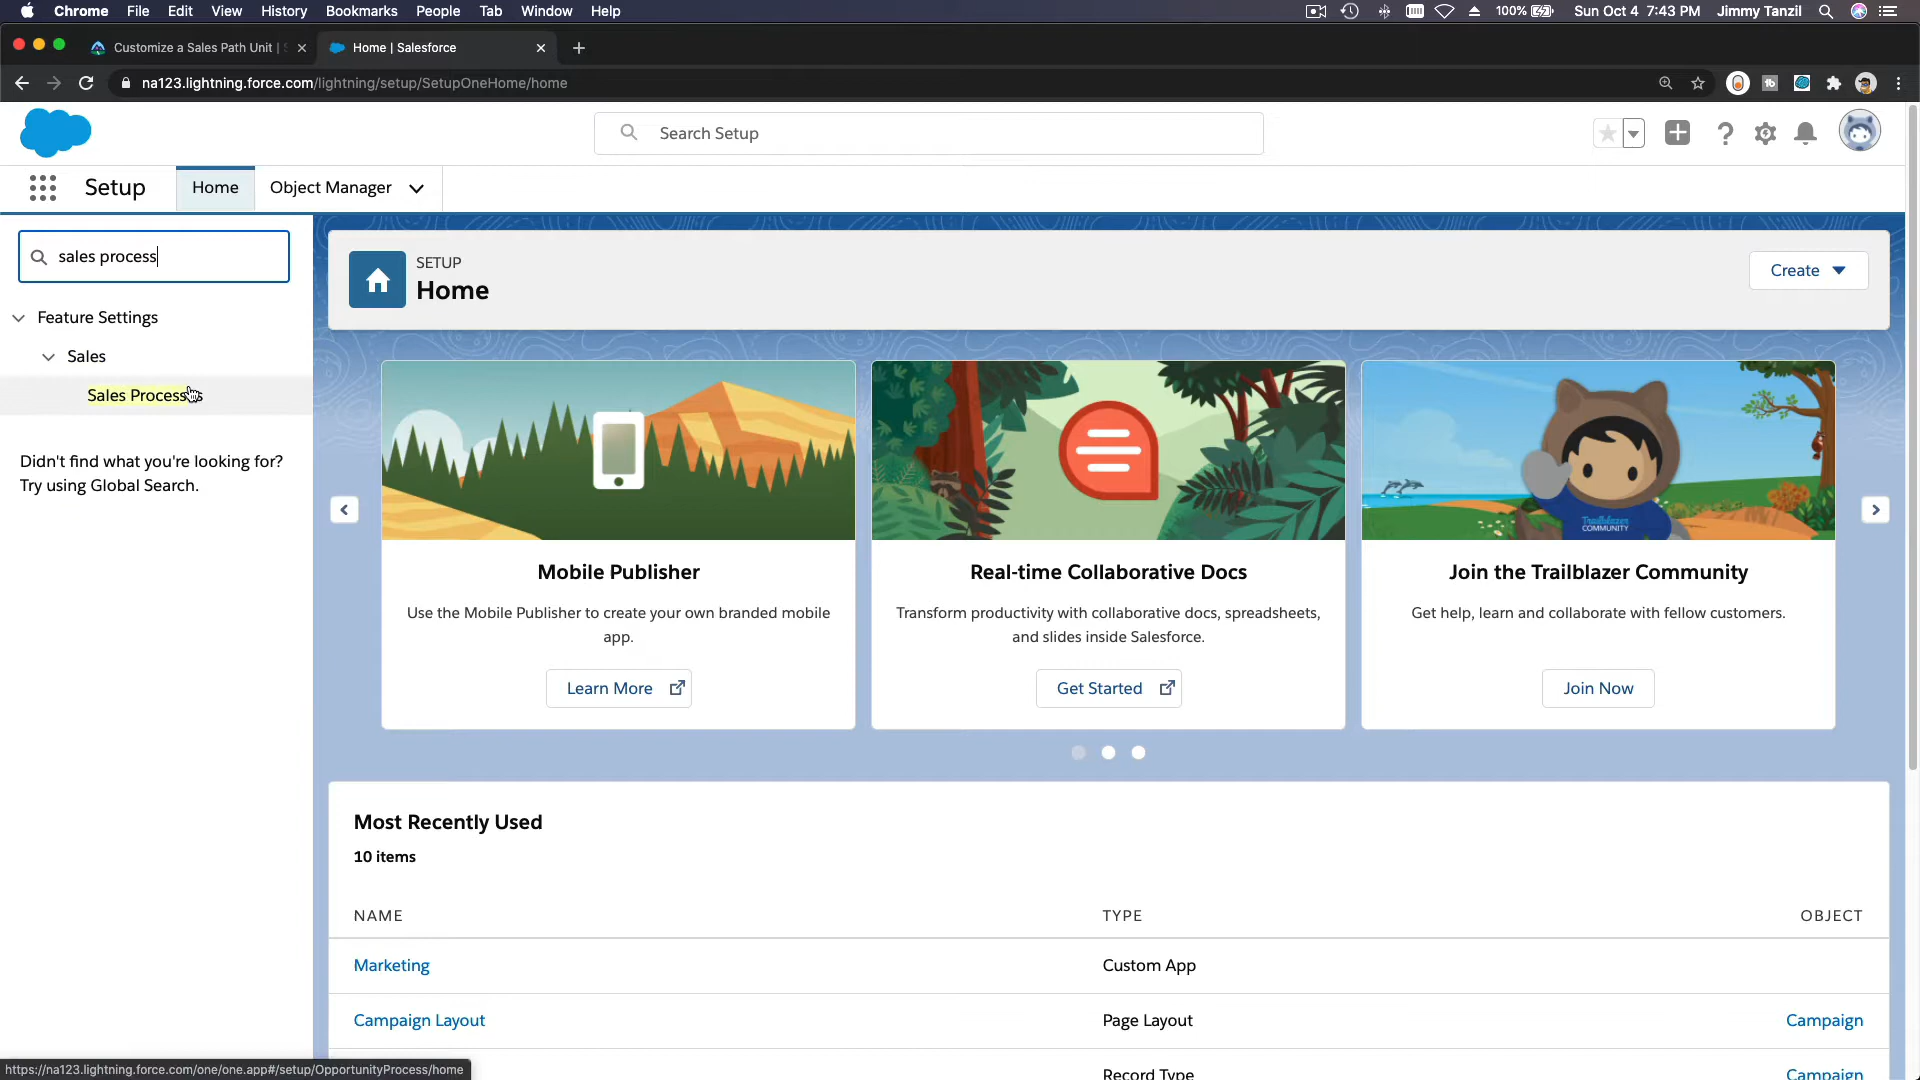 Chrome File Edit View History Bookmarks People Tab Window Help 100% Sun Oct 4 7:43 PM Jimmy Tanzil
Customize a Sales Path Unit | Home | Salesforce
na123.lightning.force.com/lightning/setup/SetupOneHome/home
Search Setup
Setup Home Object Manager
sales process
SETUP
Home
Create
Feature Settings
Sales
Sales Processes
Didn't find what you're looking for?
Try using Global Search.
Mobile Publisher
Use the Mobile Publisher to create your own branded mobile
app.
Learn More
Real-time Collaborative Docs
Transform productivity with collaborative docs, spreadsheets,
and slides inside Salesforce.
Get Started
Trailblazer
COMMUNITY
Join the Trailblazer Community
Get help, learn and collaborate with fellow customers.
Join Now
Most Recently Used
10 items
NAME TYPE OBJECT
Marketing Custom App
Campaign Layout Page Layout Campaign
Record Type Campaign
https://na123.lightning.force.com/one/one.app#/setup/OpportunityProcess/home